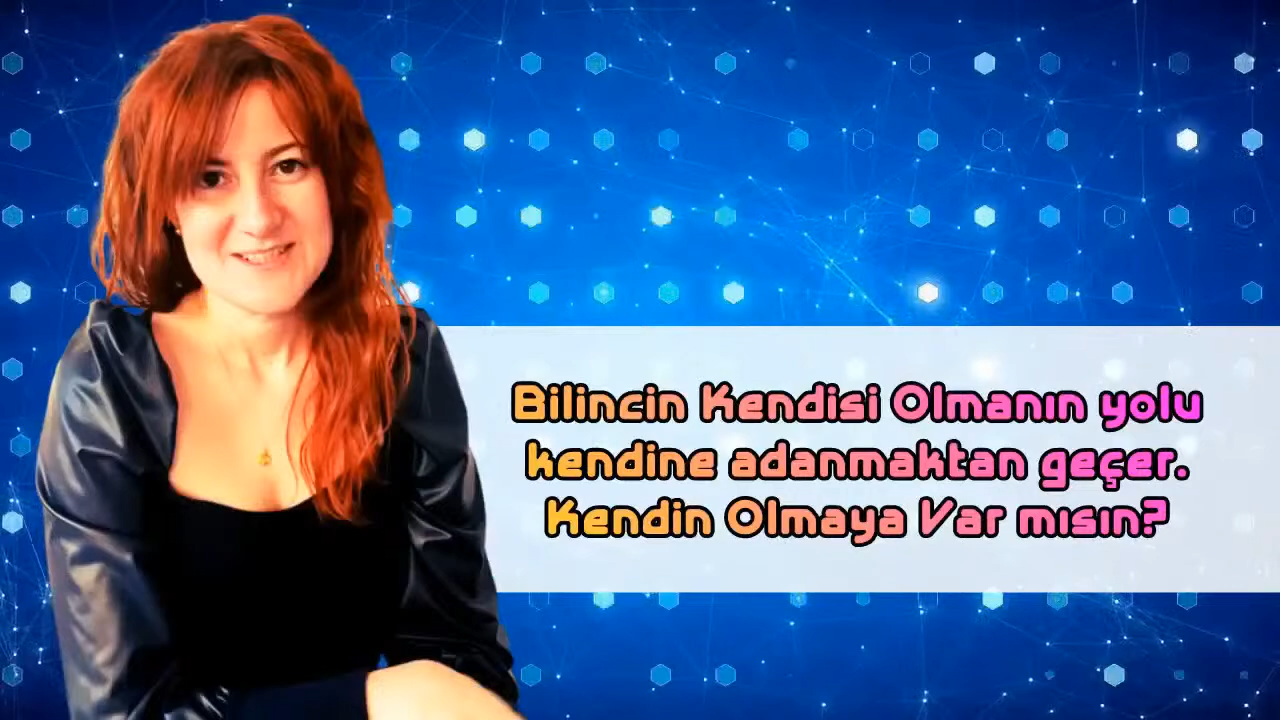 Bilincin Kendisi Olmanın yolu
kendine adanmaktan geçer.
Kendin Olmaya Var mısın?